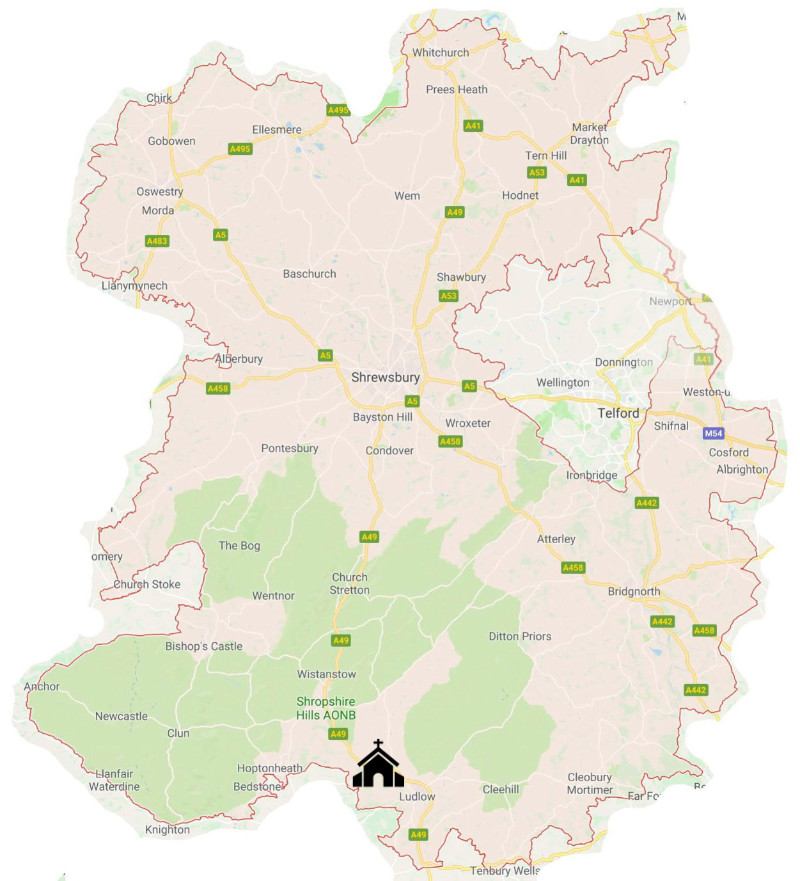 M
Whitchurch
Prees Heath
Chirk
A495
Ellesmere
A41
Market
Drayton
Gobowen
A495
Tern Hill
A53
A41
Oswestry
Wem
Hodnet
Morda
A49
A5
A483
Baschurch
Shawbury
Llanymynech
A53
Newport
Alberbury
A5
Donnington
A41
Shrewsbury
Wellington
A458
A5
Weston-u
A5
Bayston Hill
Wroxeter
Telford
Shifnal
M54
A458
Pontesbury
Condover
Cosford
Albrighton
Ironbridge
A442
A49
Atterley
The Bog
omery
A458
Church Stoke
Church
Stretton
Wentnor
Bridgnorth
A442
A458
A49
Ditton Priors
Bishop's Castle
Wistanstow
Anchor
A442
Shropshire
Hills AONB
Newcastle
Clun
A49
Hoptonheath
Llanfair
Waterdine
Bedstone
Cleobury
Mortimer
Cleehill
Ludlow
Far Fo
Be
Knighton
A49
Tenbury Wells